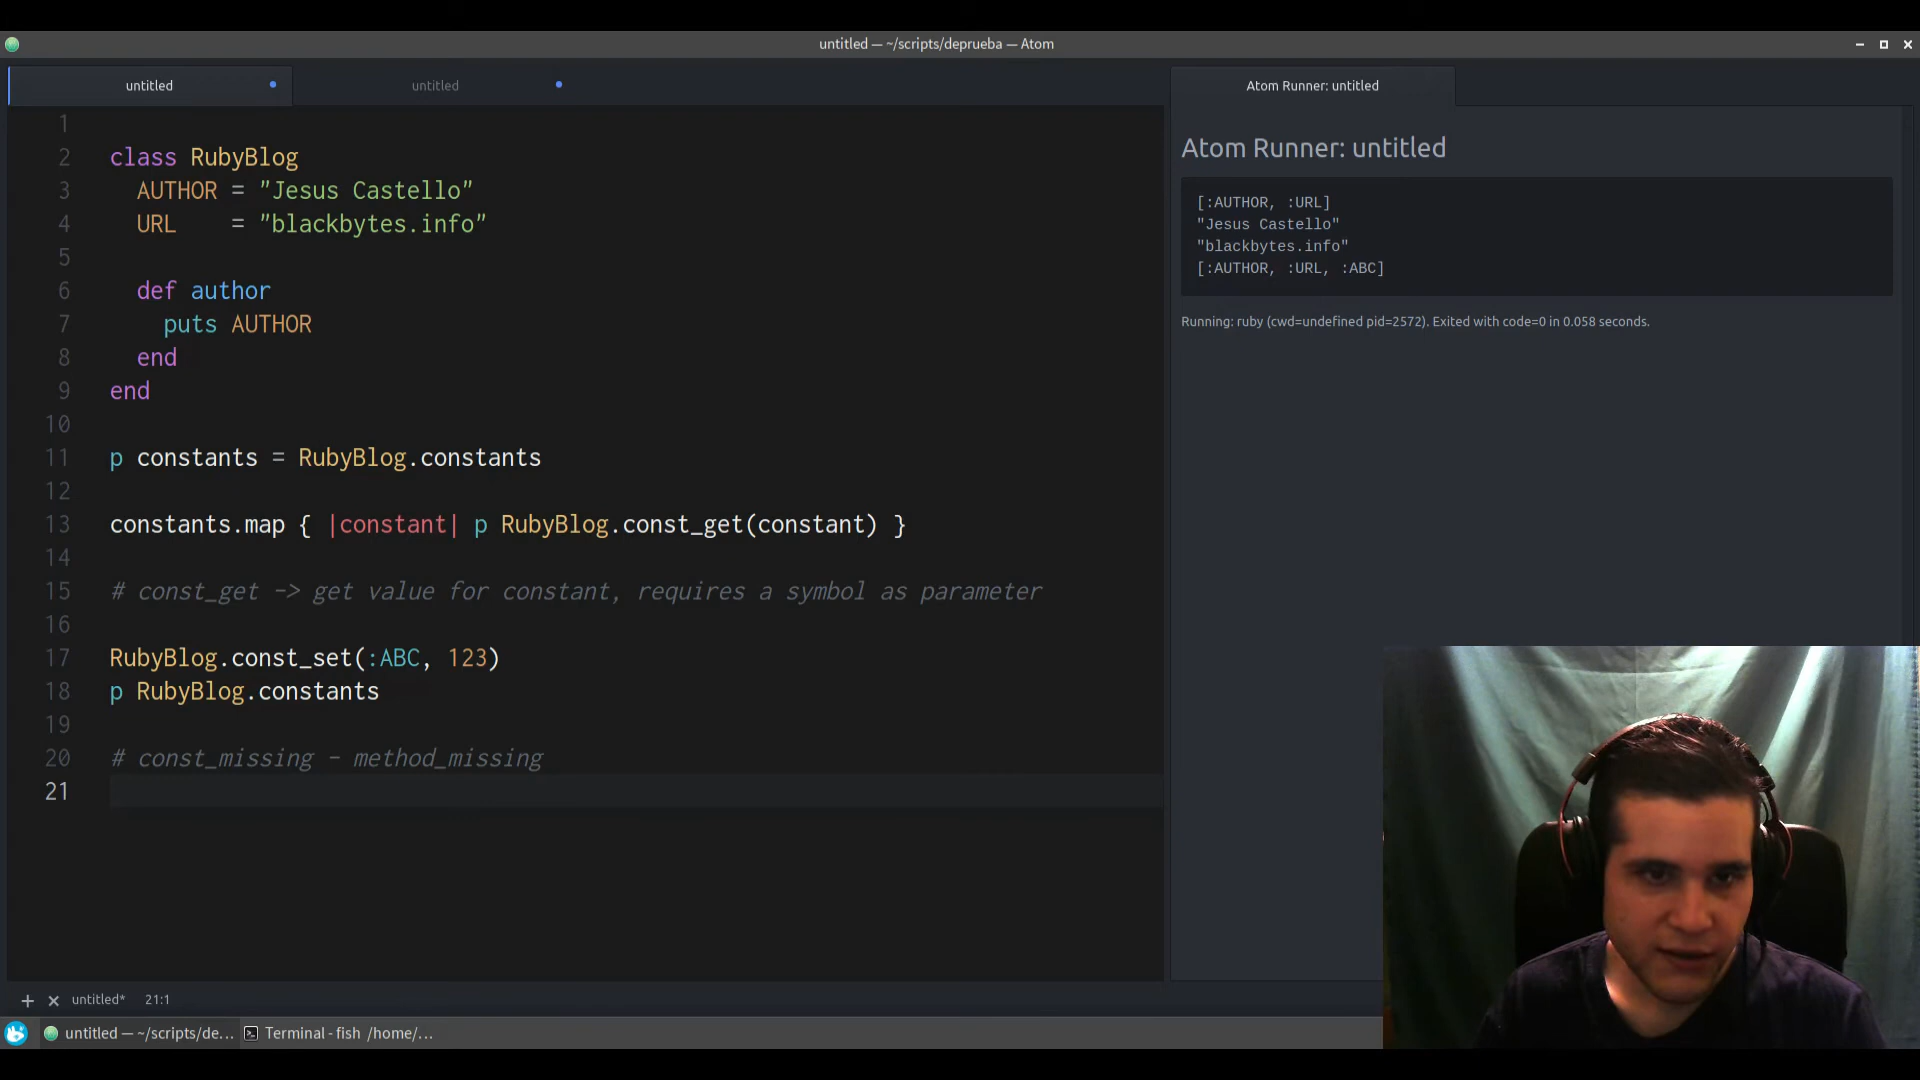 untitled — ~/scripts/deprueba — Atom
untitled
untitled
Atom Runner: untitled
1
2 class RubyBlog
3 AUTHOR = "Jesus Castello"
4 URL    = "blackbytes.info"
5
6 def author
7 puts AUTHOR
8 end
9 end
10
11 p constants = RubyBlog.constants
12
13 constants.map { |constant| p RubyBlog.const_get(constant) }
14
15 # const_get -> get value for constant, requires a symbol as parameter
16
17 RubyBlog.const_set(:ABC, 123)
18 p RubyBlog.constants
19
20 # const_missing - method_missing
21
Atom Runner: untitled
[:AUTHOR, :URL]
"Jesus Castello"
"blackbytes.info"
[:AUTHOR, :URL, :ABC]
Running: ruby (cwd=undefined pid=2572). Exited with code=0 in 0.058 seconds.
untitled* 21:1
untitled — ~/scripts/de... Terminal - fish /home/...